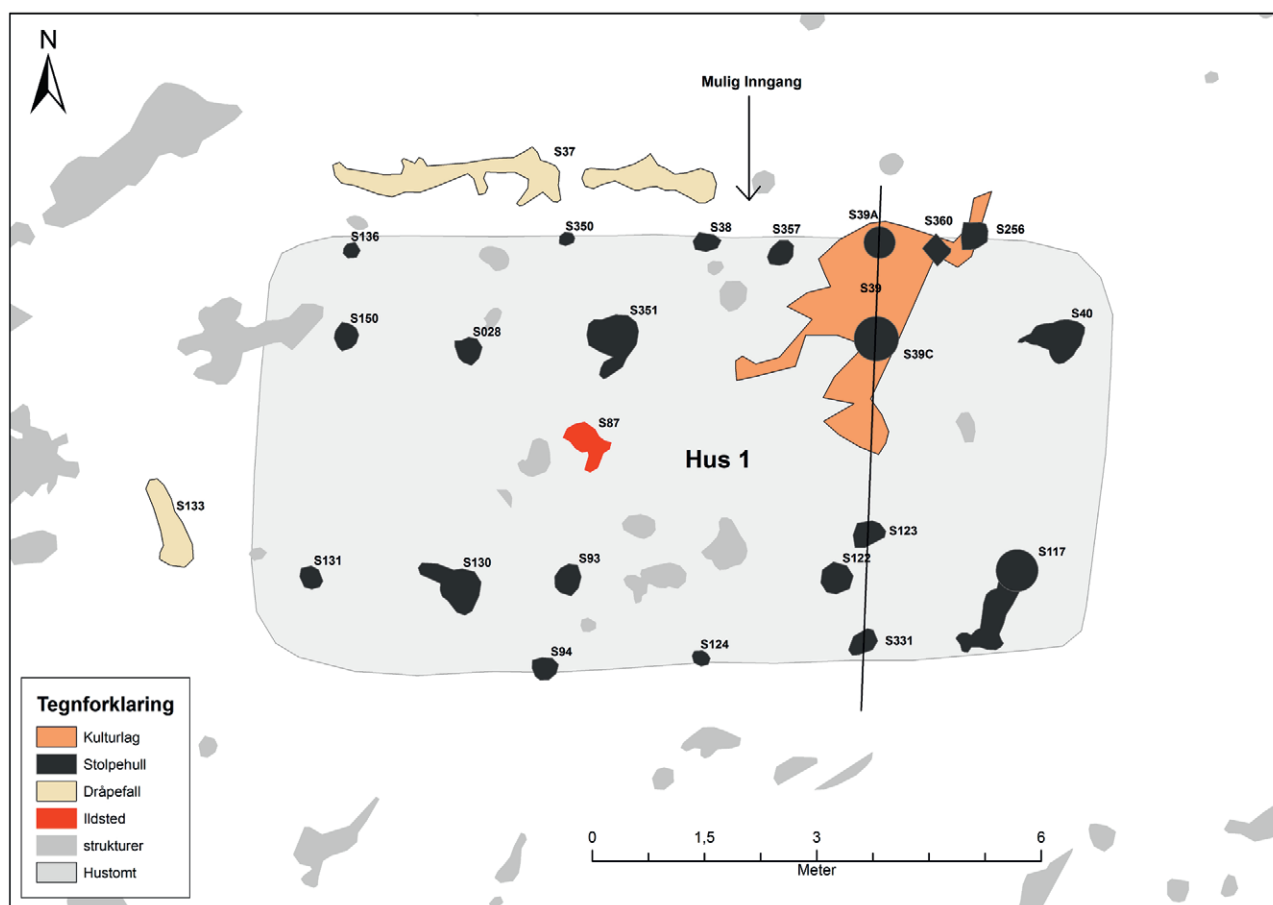 N
Mulig Inngang
S37
S39A
S360
S136
S350
S38
S357
S256
S39
S150
S028
S351
S40
S39C
S87
Hus 1
S133
S123
S131
S130
S93
S122
S117
S94
S124
S331
Tegnforklaring
Kulturlag
Stolpehull
Dråpefall
Ildsted
strukturer
Hustomt
0 1,5 3 6
Meter